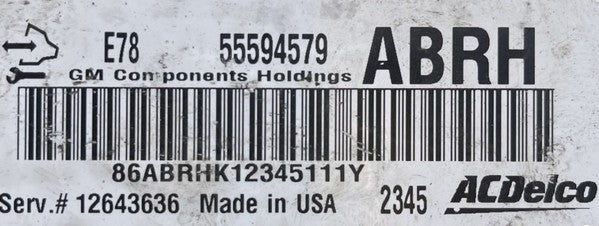 E78 55594579 ABRH
GM Components Holdings
86ABRHK12345111Y
Serv.# 12643636 Made in USA 2345 ACDelco